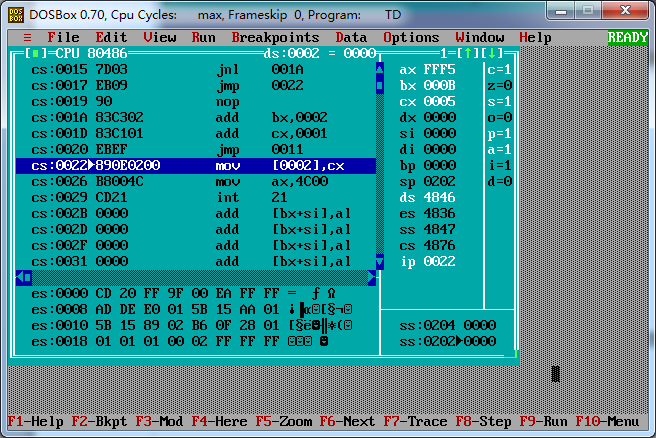 DOS BOX DOSBox 0.70, Cpu Cycles: max, Frameskip 0, Program: TD
≡ File Edit View Run Breakpoints Data Options Window Help READY
[■]=CPU 80486 ds:0002 = 0000 1=[↑][↓]
cs:0015 7D03 jnl 001A ax FFF5 c=1
cs:0017 EB09 jmp 0022 bx 000B z=0
cs:0019 90 nop cx 0005 s=1
cs:001A 83C302 add bx,0002 dx 0000 o=0
cs:001D 83C101 add cx,0001 si 0000 p=1
cs:0020 EBEF jmp 0011 di 0000 a=1
cs:0022►890E0200 mov [0002],cx bp 0000 i=1
cs:0026 B8004C mov ax,4C00 sp 0202 d=0
cs:0029 CD21 int 21 ds 4846
cs:002B 0000 add [bx+si],al es 4836
cs:002D 0000 add [bx+si],al ss 4847
cs:002F 0000 add [bx+si],al cs 4876
cs:0031 0000 add [bx+si],al ip 0022
es:0000 CD 20 FF 9F 00 EA FF FF = ƒ Ω
es:0008 AD DE E0 01 5B 15 AA 01 ¡▐α☺[§¬☺
es:0010 5B 15 89 02 B6 0F 28 01 [§ë☻╢☼(☺ ss:0204 0000
es:0018 01 01 01 00 02 FF FF FF ☺☺☺ ☻ ss:0202►0000
F1-Help F2-Bkpt F3-Mod F4-Here F5-Zoom F6-Next F7-Trace F8-Step F9-Run F10-Menu